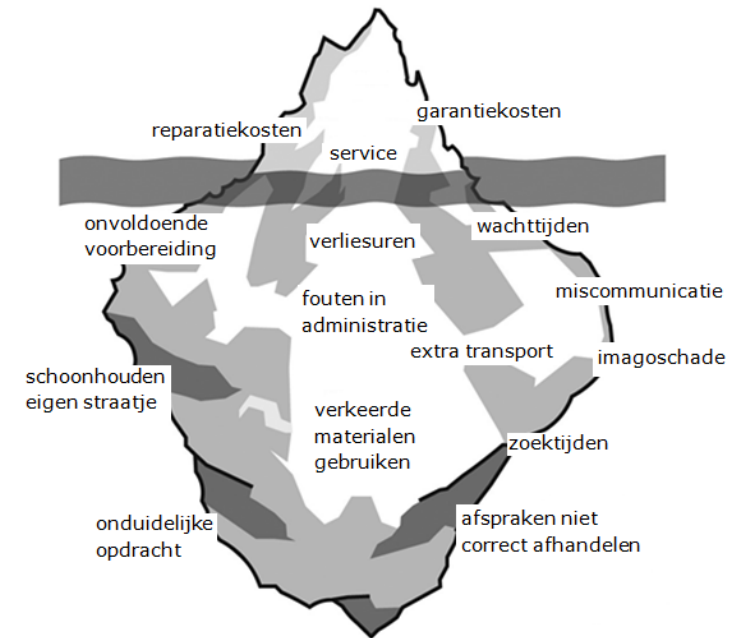 garantiekosten
reparatiekosten
service
onvoldoende
voorbereiding
verliesuren
wachttijden
miscommunicatie
fouten in
administratie
extra transport
imagoschade
schoonhouden
eigen straatje
verkeerde
materialen
gebruiken
zoektijden
onduidelijke
opdracht
afspraken niet
correct afhandelen